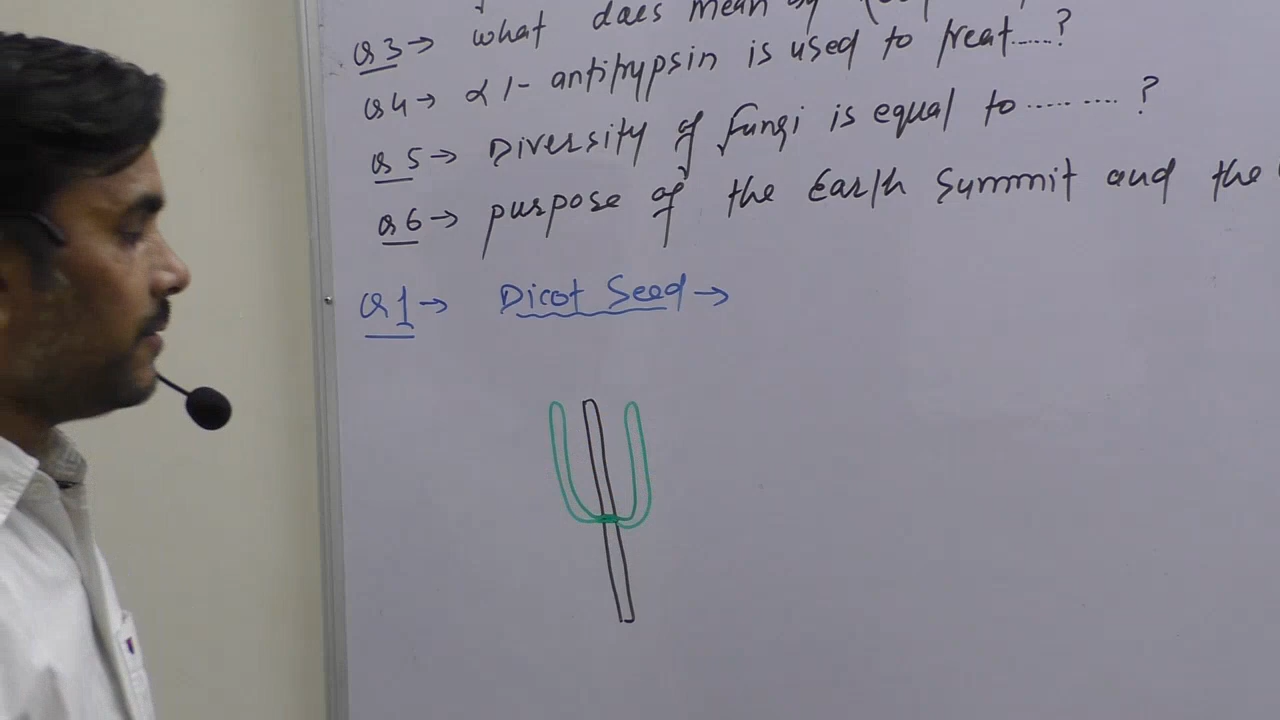 Q3→ what does mean by
Q4→ α1-antitrypsin is used to treat......?
Q5→ Diversity of fungi is equal to ..... ....?
Q6→ purpose of the Earth Summit and the
Q1→ Dicot Seed→